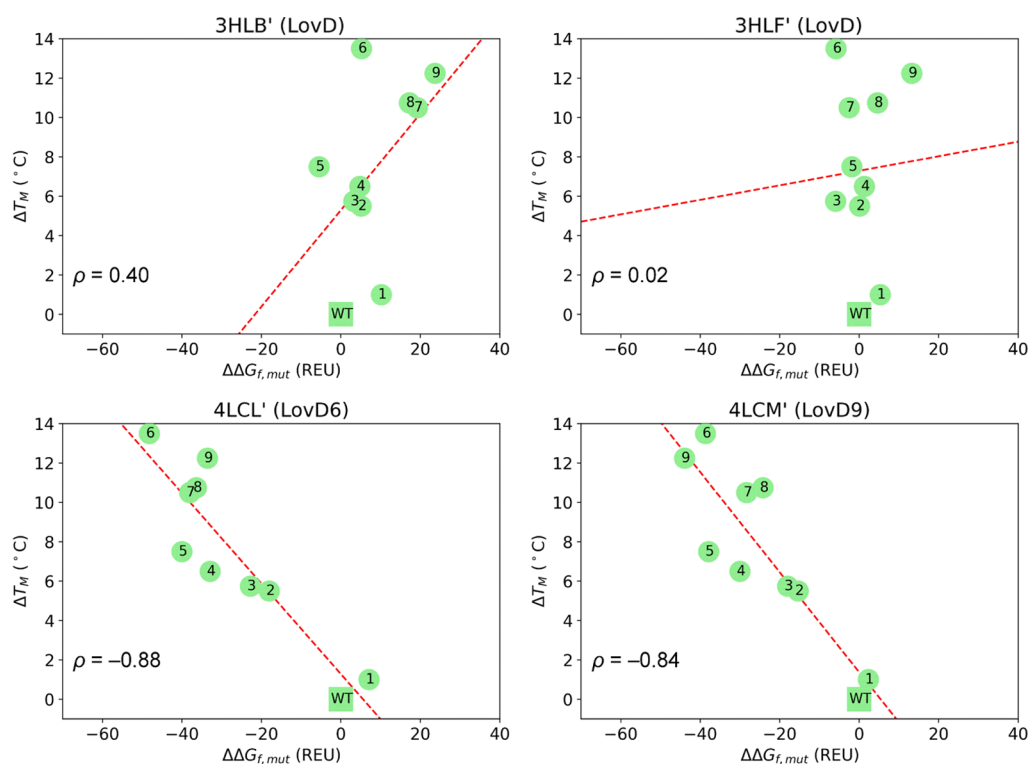 3HLB' (LovD)
14
12
10
8
6
4
2
0
ΔT_M (°C)
6
9
8
7
5
4
3
2
1
WT
ρ = 0.40
−60 −40 −20 0 20 40
ΔΔG_f,mut (REU)
3HLF' (LovD)
14
12
10
8
6
4
2
0
ΔT_M (°C)
6
9
8
7
5
4
3
2
1
WT
ρ = 0.02
−60 −40 −20 0 20 40
ΔΔG_f,mut (REU)
4LCL' (LovD6)
14
12
10
8
6
4
2
0
ΔT_M (°C)
6
9
8
7
5
4
3
2
1
WT
ρ = –0.88
−60 −40 −20 0 20 40
ΔΔG_f,mut (REU)
4LCM' (LovD9)
14
12
10
8
6
4
2
0
ΔT_M (°C)
6
9
8
7
5
4
3
2
1
WT
ρ = –0.84
−60 −40 −20 0 20 40
ΔΔG_f,mut (REU)